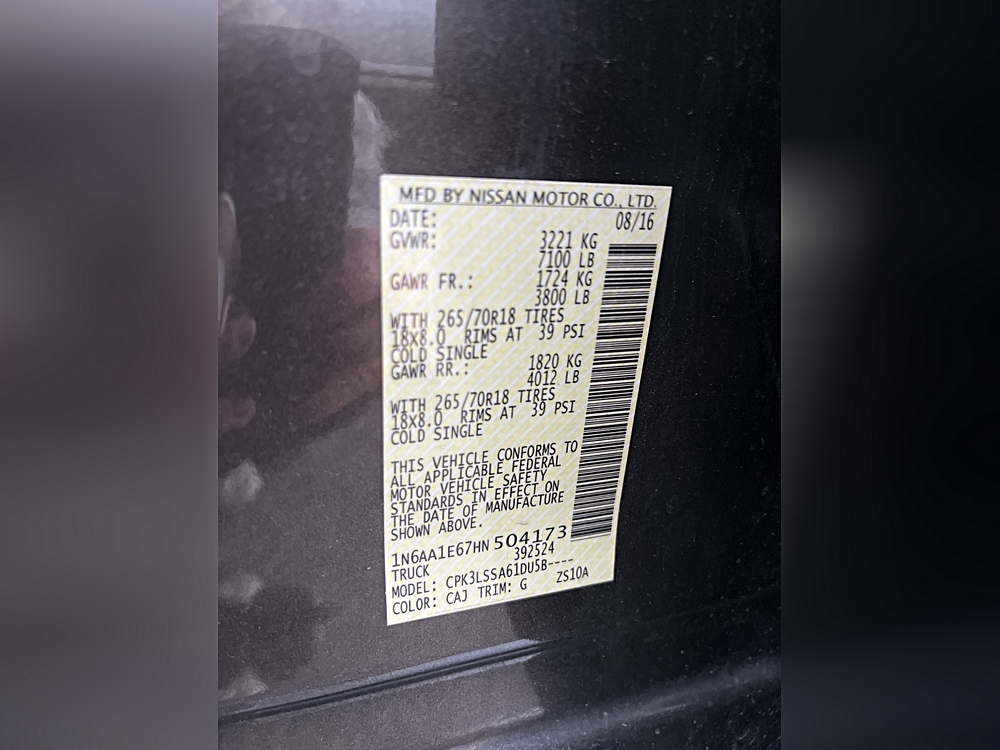 MFD BY NISSAN MOTOR CO., LTD.
DATE: 08/16
GVWR: 3221 KG
7100 LB
GAWR FR.: 1724 KG
3800 LB
WITH 265/70R18 TIRES
18X8.0 RIMS AT 39 PSI
COLD SINGLE
GAWR RR.: 1820 KG
4012 LB
WITH 265/70R18 TIRES
18X8.0 RIMS AT 39 PSI
COLD SINGLE
THIS VEHICLE CONFORMS TO
ALL APPLICABLE FEDERAL
MOTOR VEHICLE SAFETY
STANDARDS IN EFFECT ON
THE DATE OF MANUFACTURE
SHOWN ABOVE.
1N6AA1E67HN504173
TRUCK 392524
MODEL: CPK3LSSA61DU5B----
COLOR: CAJ TRIM: G ZS10A